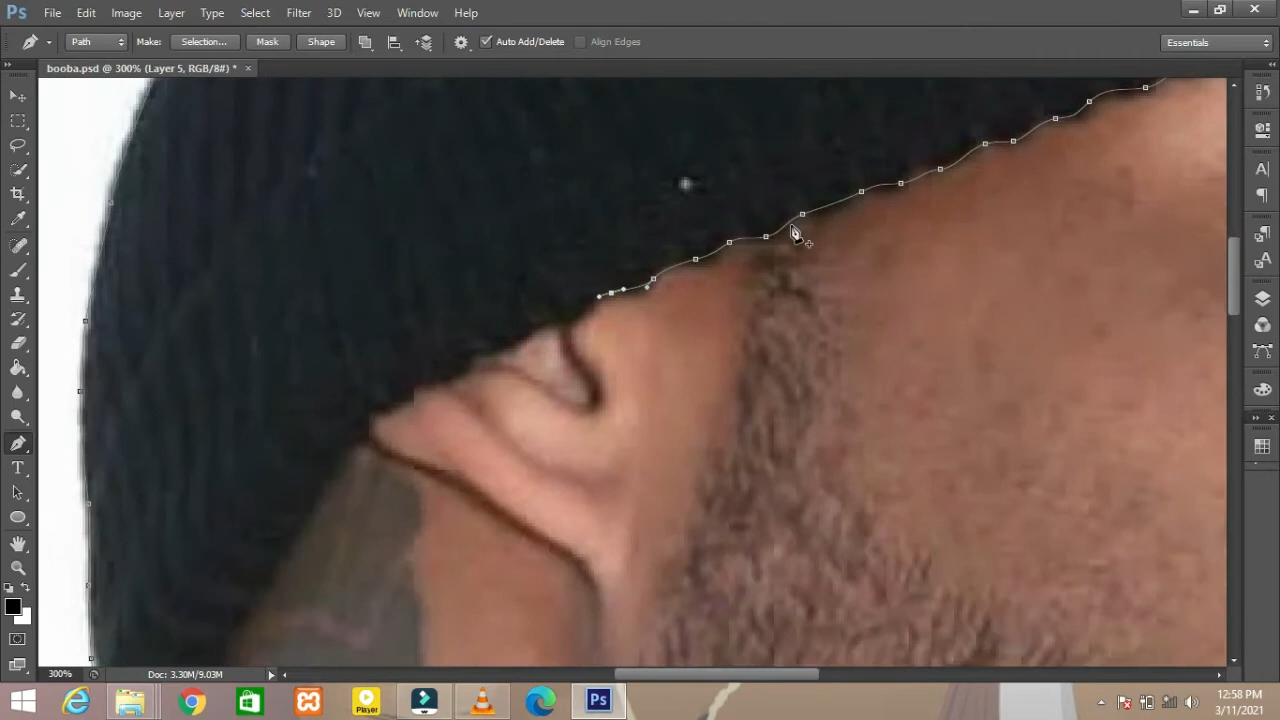 Ps File Edit Image Layer Type Select Filter 3D View Window Help
Path Make: Selection... Mask Shape Auto Add/Delete Align Edges Essentials
booba.psd @ 300% (Layer 5, RGB/8#) * ×
300% Doc: 3.30M/9.03M
Player Ps 12:58 PM
3/11/2021